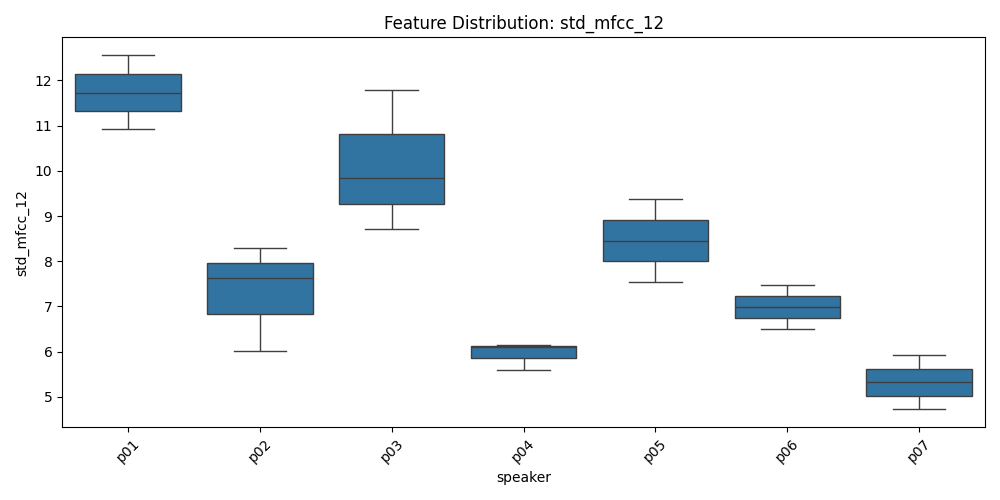 Feature Distribution: std_mfcc_12
std_mfcc_12
12
11
10
9
8
7
6
5
p01 p02 p03 p04 p05 p06 p07
speaker